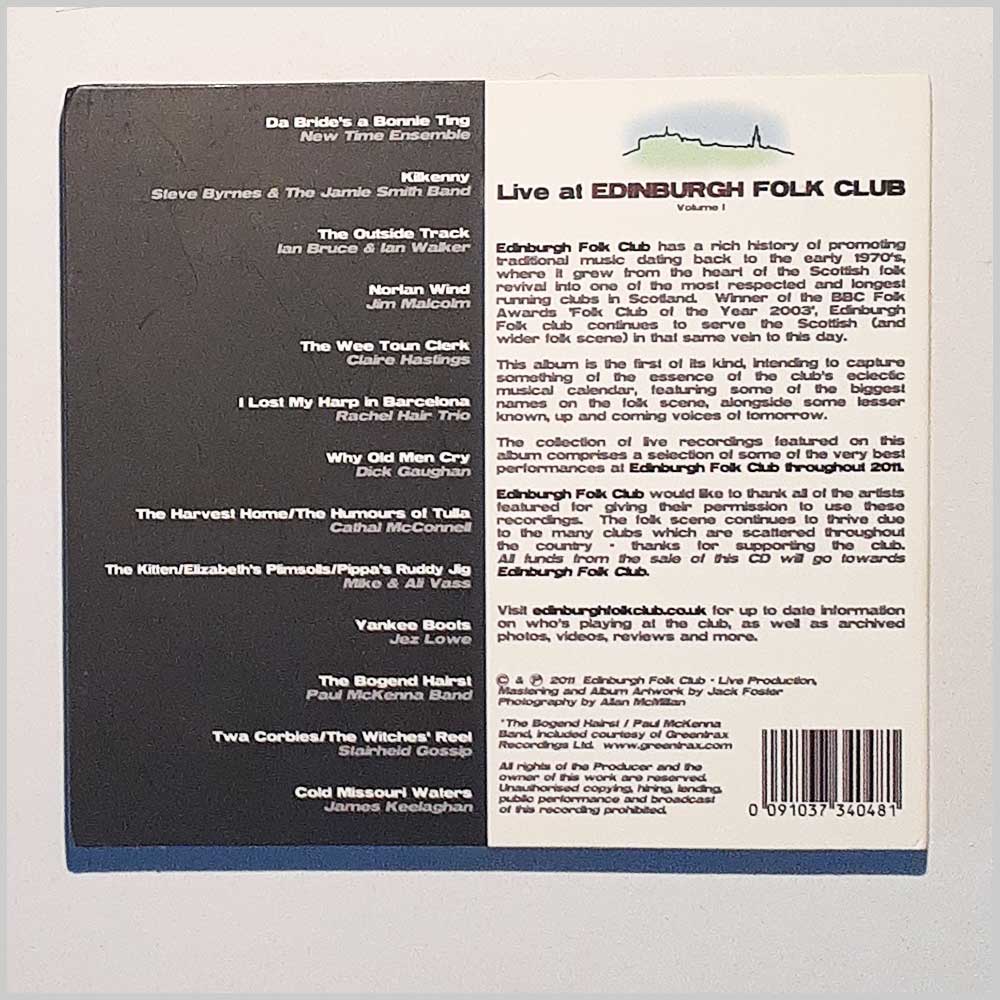 Da Bride's a Bonnie Ting
New Time Ensemble
Kilkenny
Steve Byrnes & The Jamie Smith Band
The Outside Track
Ian Bruce & Ian Walker
Norlan Wind
Jim Malcolm
The Wee Toun Clerk
Claire Hastings
I Lost My Harp in Barcelona
Rachel Hair Trio
Why Old Men Cry
Dick Gaughan
The Harvest Home/The Humours of Tulla
Cathal McConnell
The Kitten/Elizabeth's Plimsolls/Pippa's Ruddy Jig
Mike & Ali Vass
Yankee Boots
Jez Lowe
The Bogend Hairst
Paul McKenna Band
Twa Corbies/The Witches' Reel
Stairheid Gossip
Cold Missouri Waters
James Keelaghan
Live at EDINBURGH FOLK CLUB
Volume 1
Edinburgh Folk Club has a rich history of promoting
traditional music dating back to the early 1970's,
where it grew from the heart of the Scottish folk
revival into one of the most respected and longest
running clubs in Scotland. Winner of the BBC Folk
Awards 'Folk Club of the Year 2003', Edinburgh
Folk club continues to serve the Scottish (and
wider folk scene) in that same vein to this day.
This album is the first of its kind, intending to capture
something of the essence of the club's eclectic
musical calendar, featuring some of the biggest
names on the folk scene, alongside some lesser
known, up and coming voices of tomorrow.
The collection of live recordings featured on this
album comprises a selection of some of the very best
performances at Edinburgh Folk Club throughout 2011.
Edinburgh Folk Club would like to thank all of the artists
featured for giving their permission to use these
recordings. The folk scene continues to thrive due
to the many clubs which are scattered throughout
the country - thanks for supporting the club.
All funds from the sale of this CD will go towards
Edinburgh Folk Club.
Visit edinburghfolkclub.co.uk for up to date information
on who's playing at the club, as well as archived
photos, videos, reviews and more.
© & ℗ 2011 Edinburgh Folk Club - Live Production,
Mastering and Album Artwork by Jack Foster
Photography by Allan McMillan
*The Bogend Hairst / Paul McKenna
Band, included courtesy of Greentrax
Recordings Ltd. www.greentrax.com
All rights of the Producer and the
owner of this work are reserved.
Unauthorised copying, hiring, lending,
public performance and broadcast
of this recording prohibited.
0 091037 340481